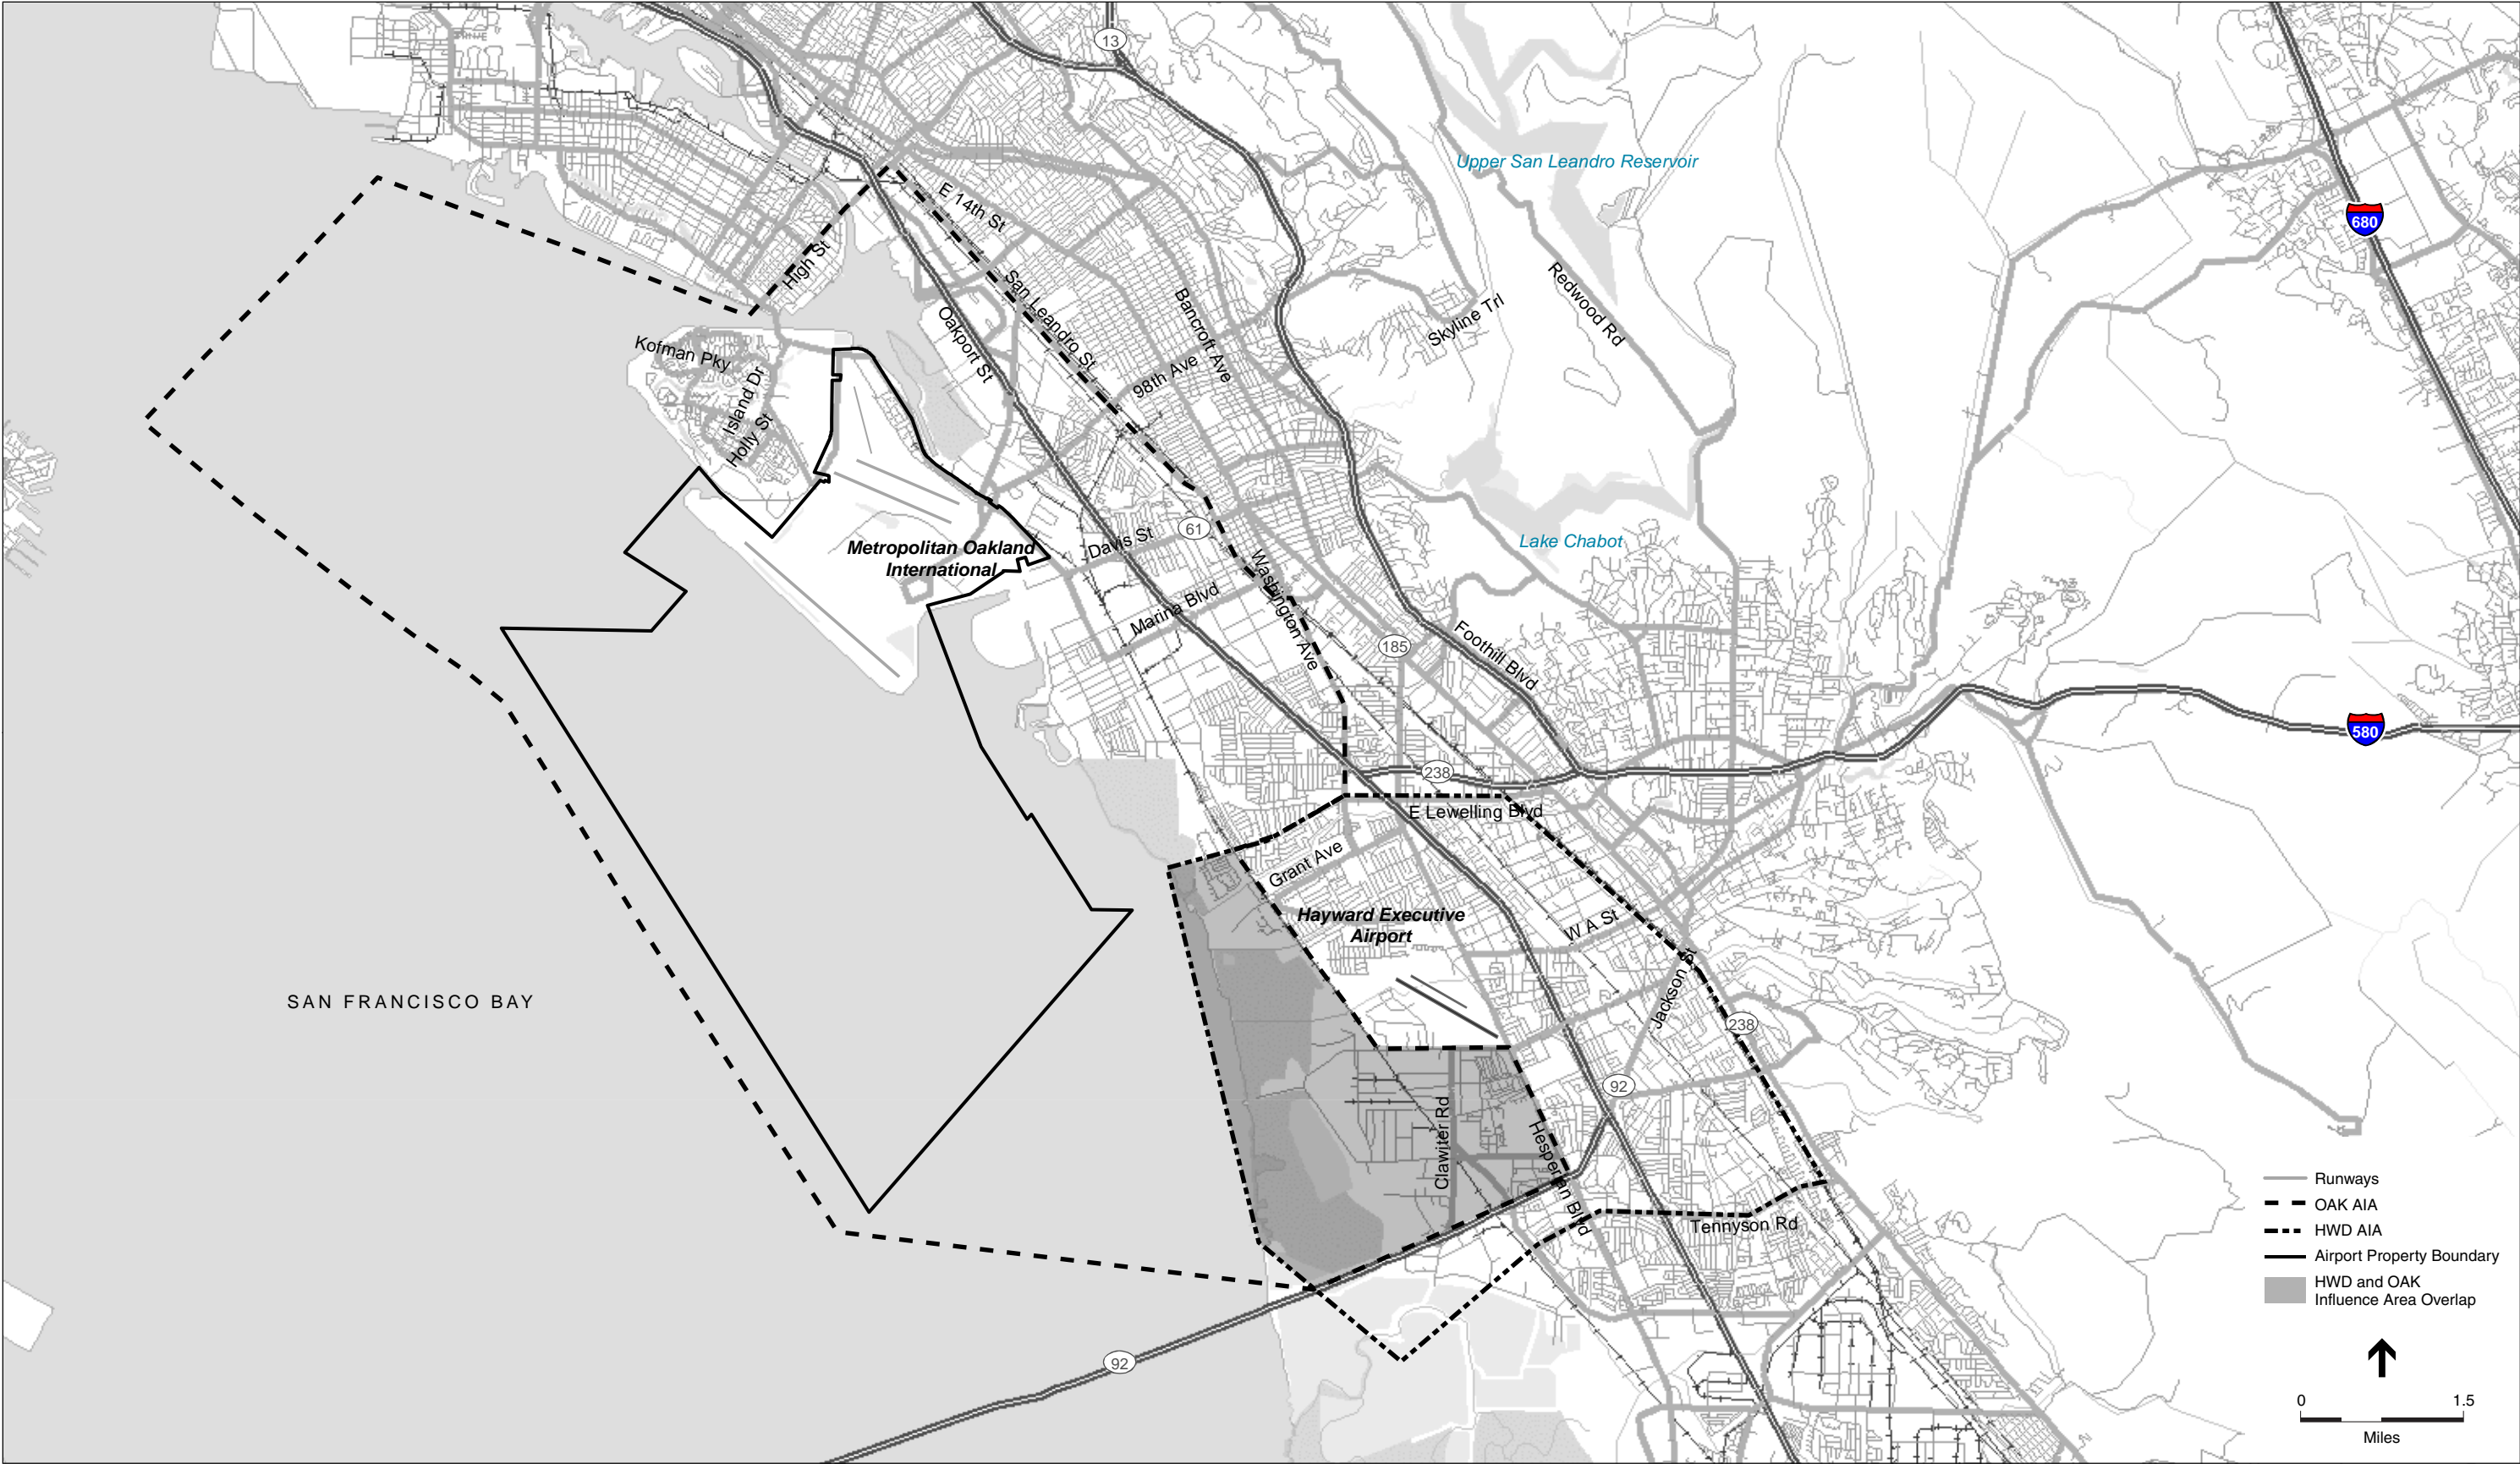 13
Upper San Leandro Reservoir
680
E 14th St
High St
San Leandro St
Redwood Rd
Bancroft Ave
Skyline Trl
Oakport St
Kofman Pky
98th Ave
Island Dr
Holly St
61
Davis St
Lake Chabot
Metropolitan Oakland
International
Washington Ave
Marina Blvd
185
Foothill Blvd
580
238
E Lewelling Blvd
Grant Ave
Hayward Executive
Airport
W A St
Jackson St
SAN FRANCISCO BAY
238
92
Clawiter Rd
Hesperian Blvd
Tennyson Rd
92
Runways
OAK AIA
HWD AIA
Airport Property Boundary
HWD and OAK
Influence Area Overlap
0 1.5
Miles